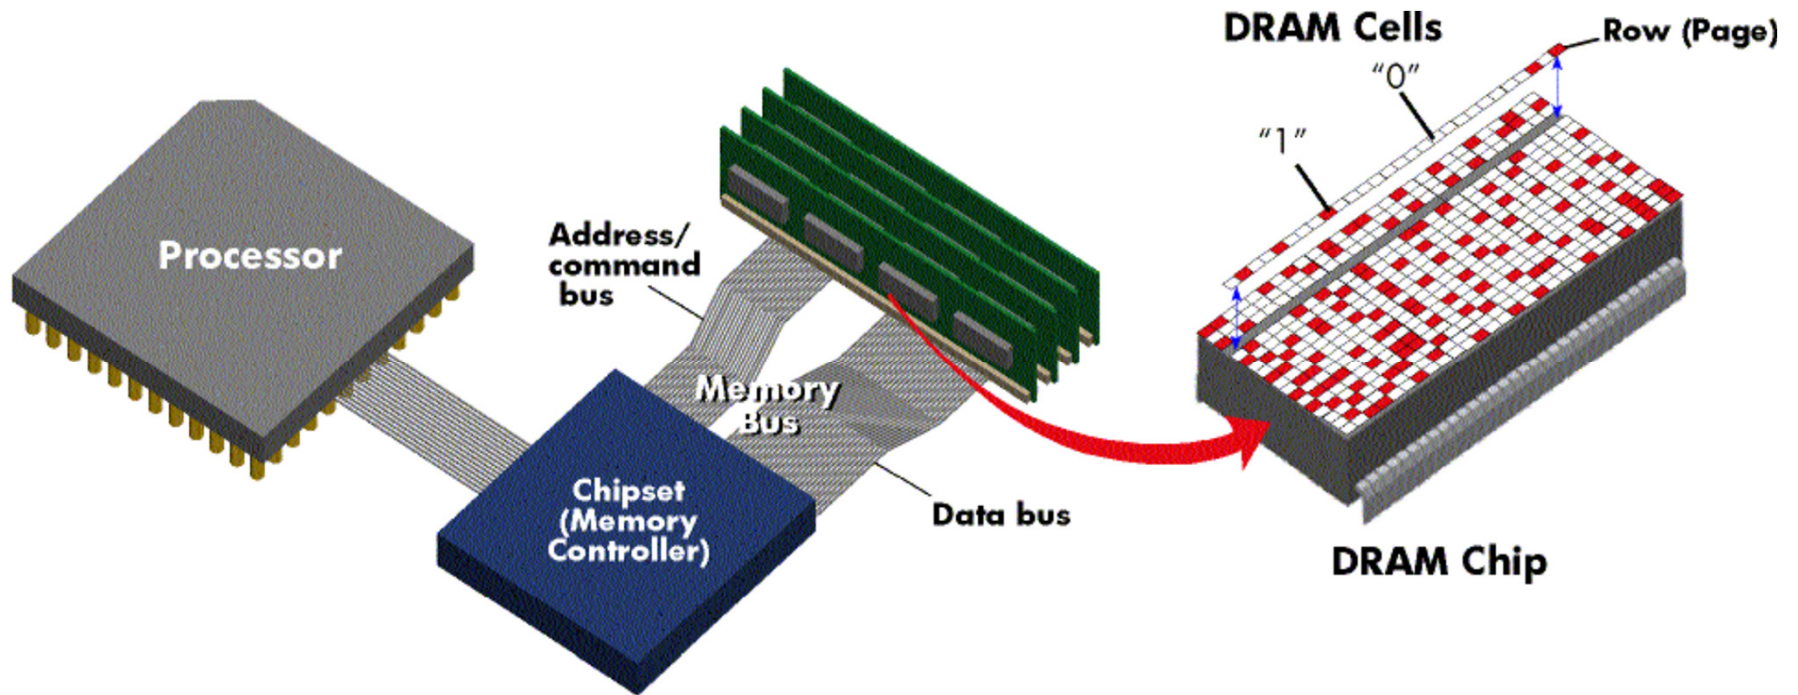 DRAM Cells
Row (Page)
“0”
“1”
Processor
Address/
command
bus
Memory
Bus
Chipset
(Memory
Controller)
Data bus
DRAM Chip